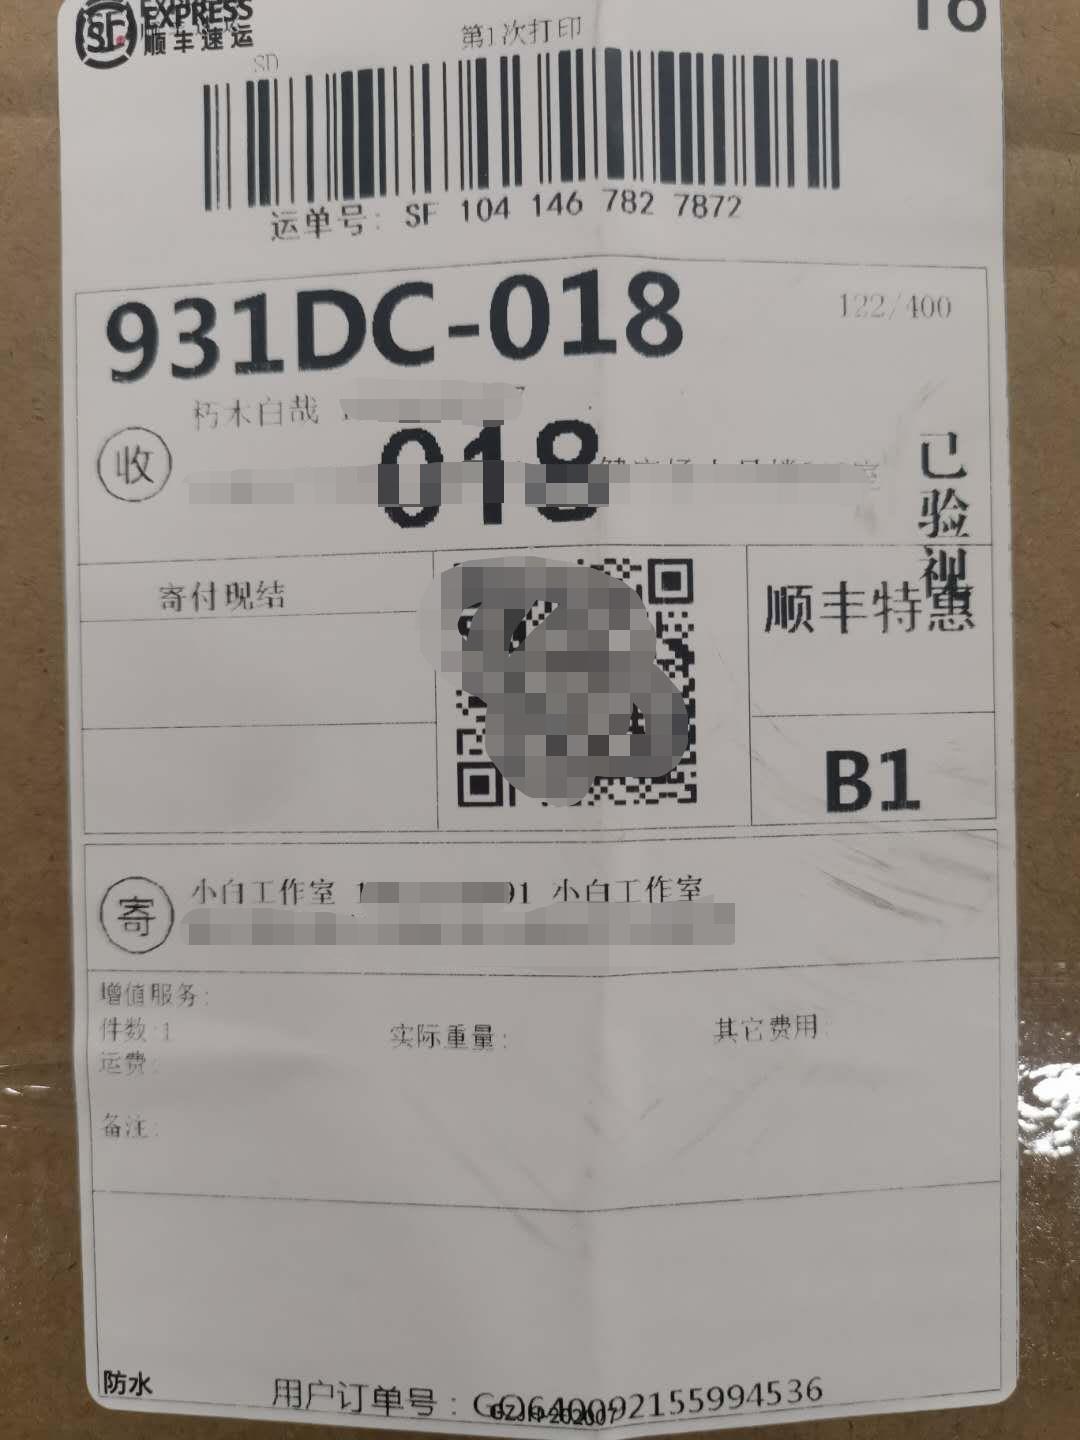 SF EXPRESS
顺丰速运
第1次打印
SD
运单号: SF 104 146 782 7872
931DC-018
122/400
朽木白哉
收
018
已验视
寄付现结
顺丰特惠
B1
寄
小白工作室 1 91 小白工作室
增值服务:
件数:1
实际重量:
其它费用:
运费:
备注:
防水
用户订单号:GO640092155994536